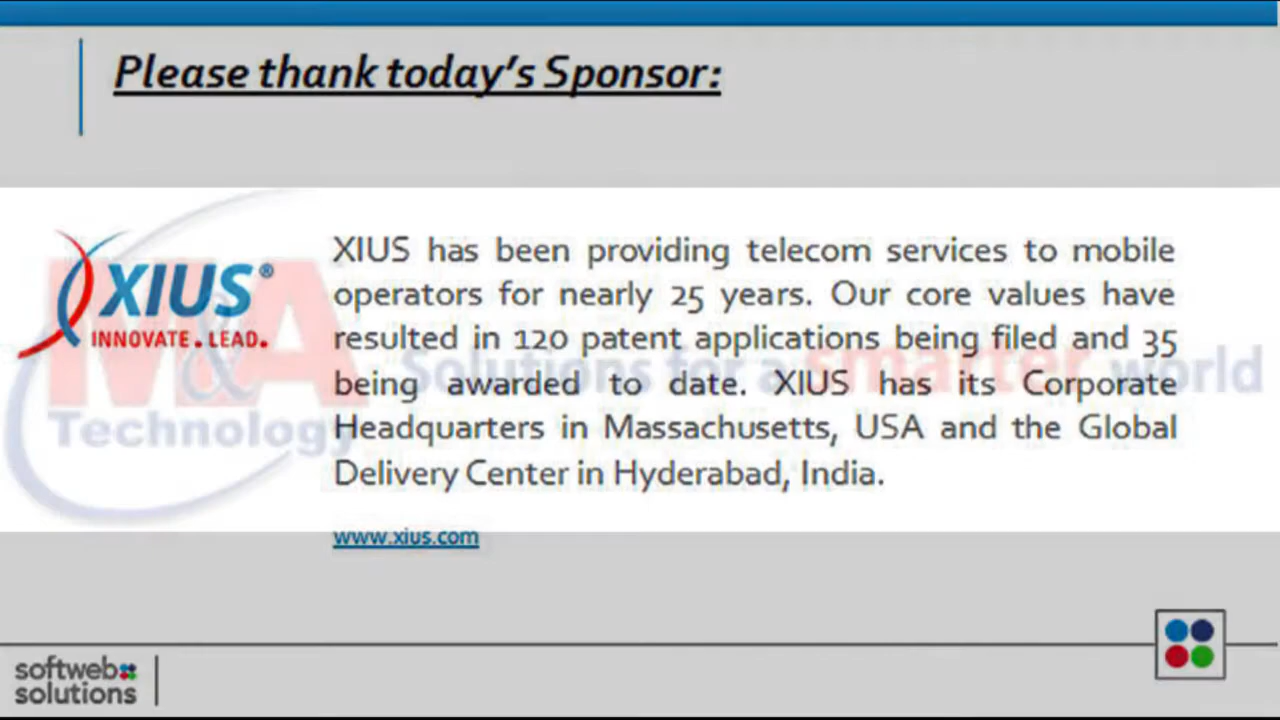 Please thank today's Sponsor:
XIUS®
INNOVATE. LEAD.
XIUS has been providing telecom services to mobile
operators for nearly 25 years. Our core values have
resulted in 120 patent applications being filed and 35
being awarded to date. XIUS has its Corporate
Headquarters in Massachusetts, USA and the Global
Delivery Center in Hyderabad, India.
M&A
Technology
Solutions for a smarter world
www.xius.com
softweb
solutions